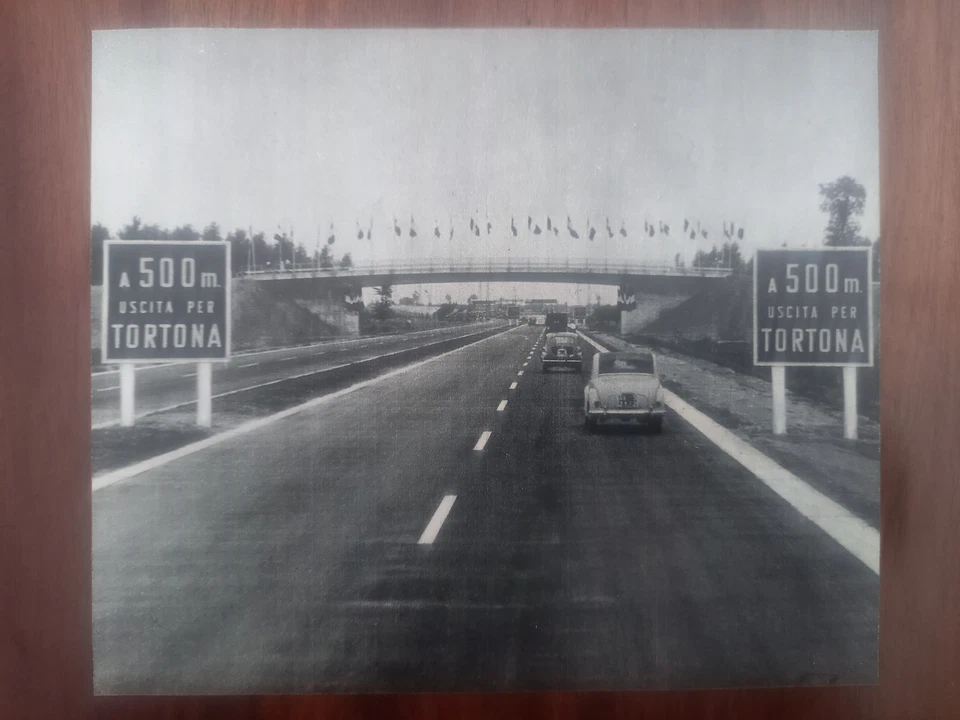 A 500 m.
USCITA PER
TORTONA
A 500 m.
USCITA PER
TORTONA